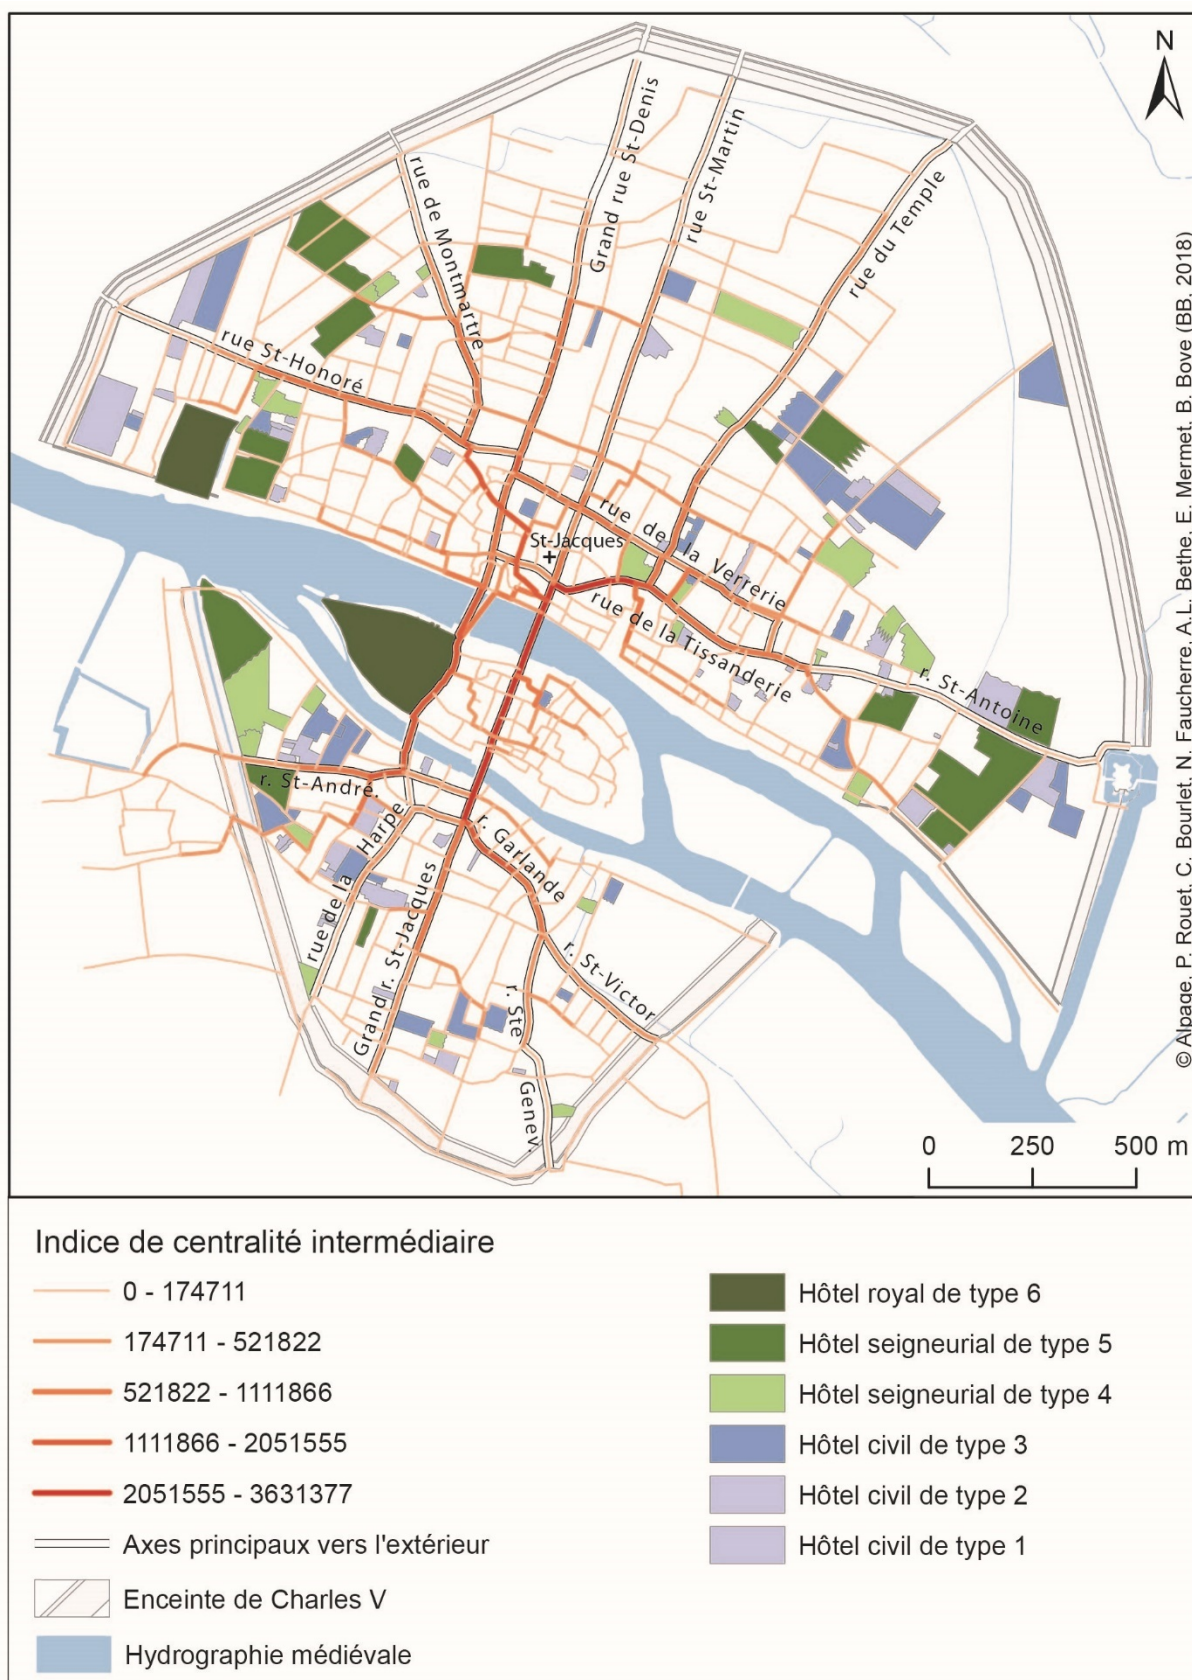 N
Grand rue St-Denis
rue St-Martin
rue de Montmartre
rue du Temple
rue St-Honoré
rue de la Verrerie
St-Jacques
rue de la Tissanderie
r. St-Antoine
r. St-André.
rue de la Harpe
r. Garlande
Grand r. St-Jacques
r. St-Victor
r. Ste Genev.
© Alpage, P. Rouet, C. Bourlet, N. Faucherre, A.L. Bethe, E. Mermet, B. Bove (BB. 2018)
0 250 500 m
Indice de centralité intermédiaire
0 - 174711
174711 - 521822
521822 - 1111866
1111866 - 2051555
2051555 - 3631377
Axes principaux vers l'extérieur
Enceinte de Charles V
Hydrographie médiévale
Hôtel royal de type 6
Hôtel seigneurial de type 5
Hôtel seigneurial de type 4
Hôtel civil de type 3
Hôtel civil de type 2
Hôtel civil de type 1